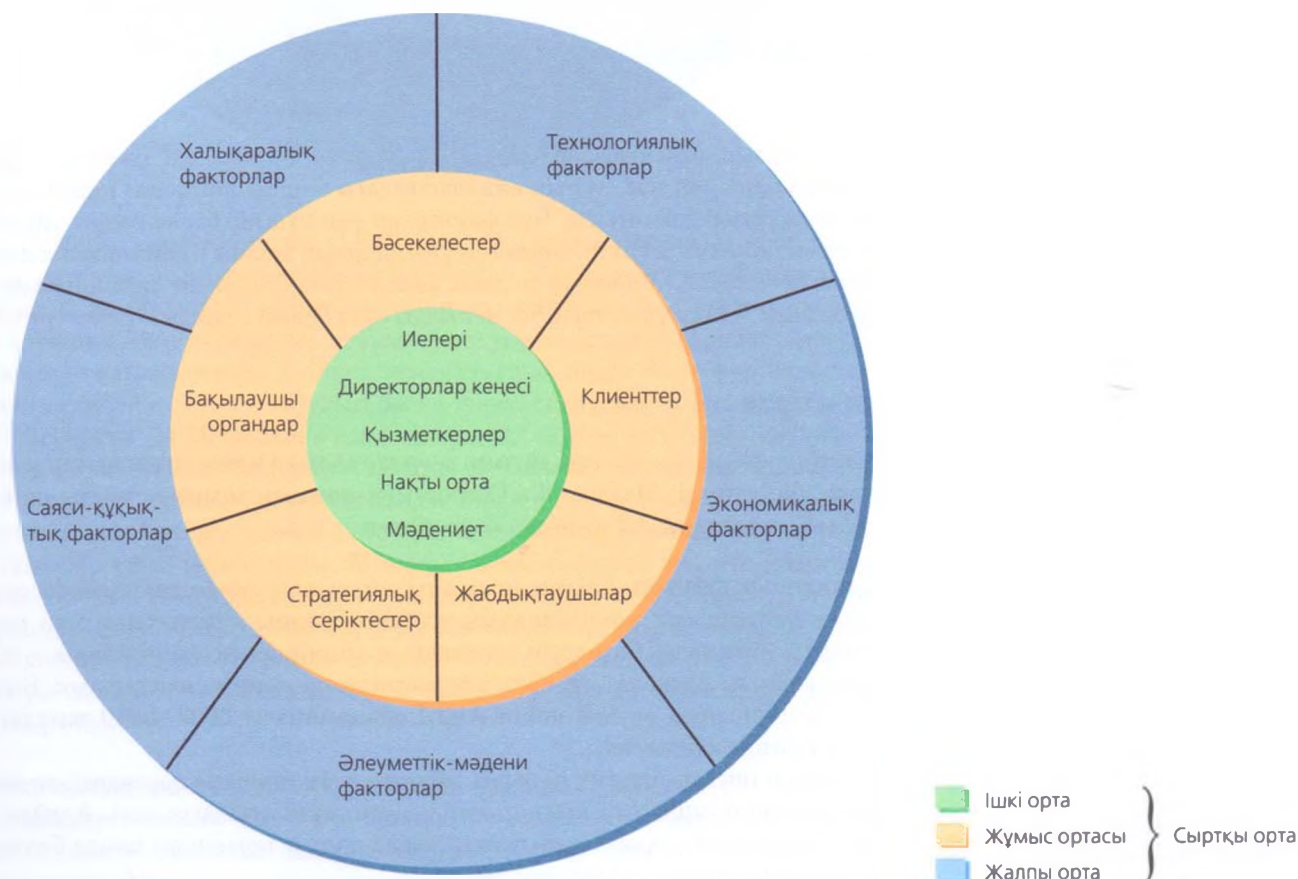 Халықаралық
факторлар
Технологиялық
факторлар
Бәсекелестер
Иелері
Директорлар кеңесі
Қызметкерлер
Нақты орта
Мәдениет
Бақылаушы
органдар
Клиенттер
Саяси-құқық-
тық факторлар
Экономикалық
факторлар
Стратегиялық
серіктестер
Жабдықтаушылар
Әлеуметтік-мәдени
факторлар
Ішкі орта
Жұмыс ортасы
Жалпы орта
Сыртқы орта